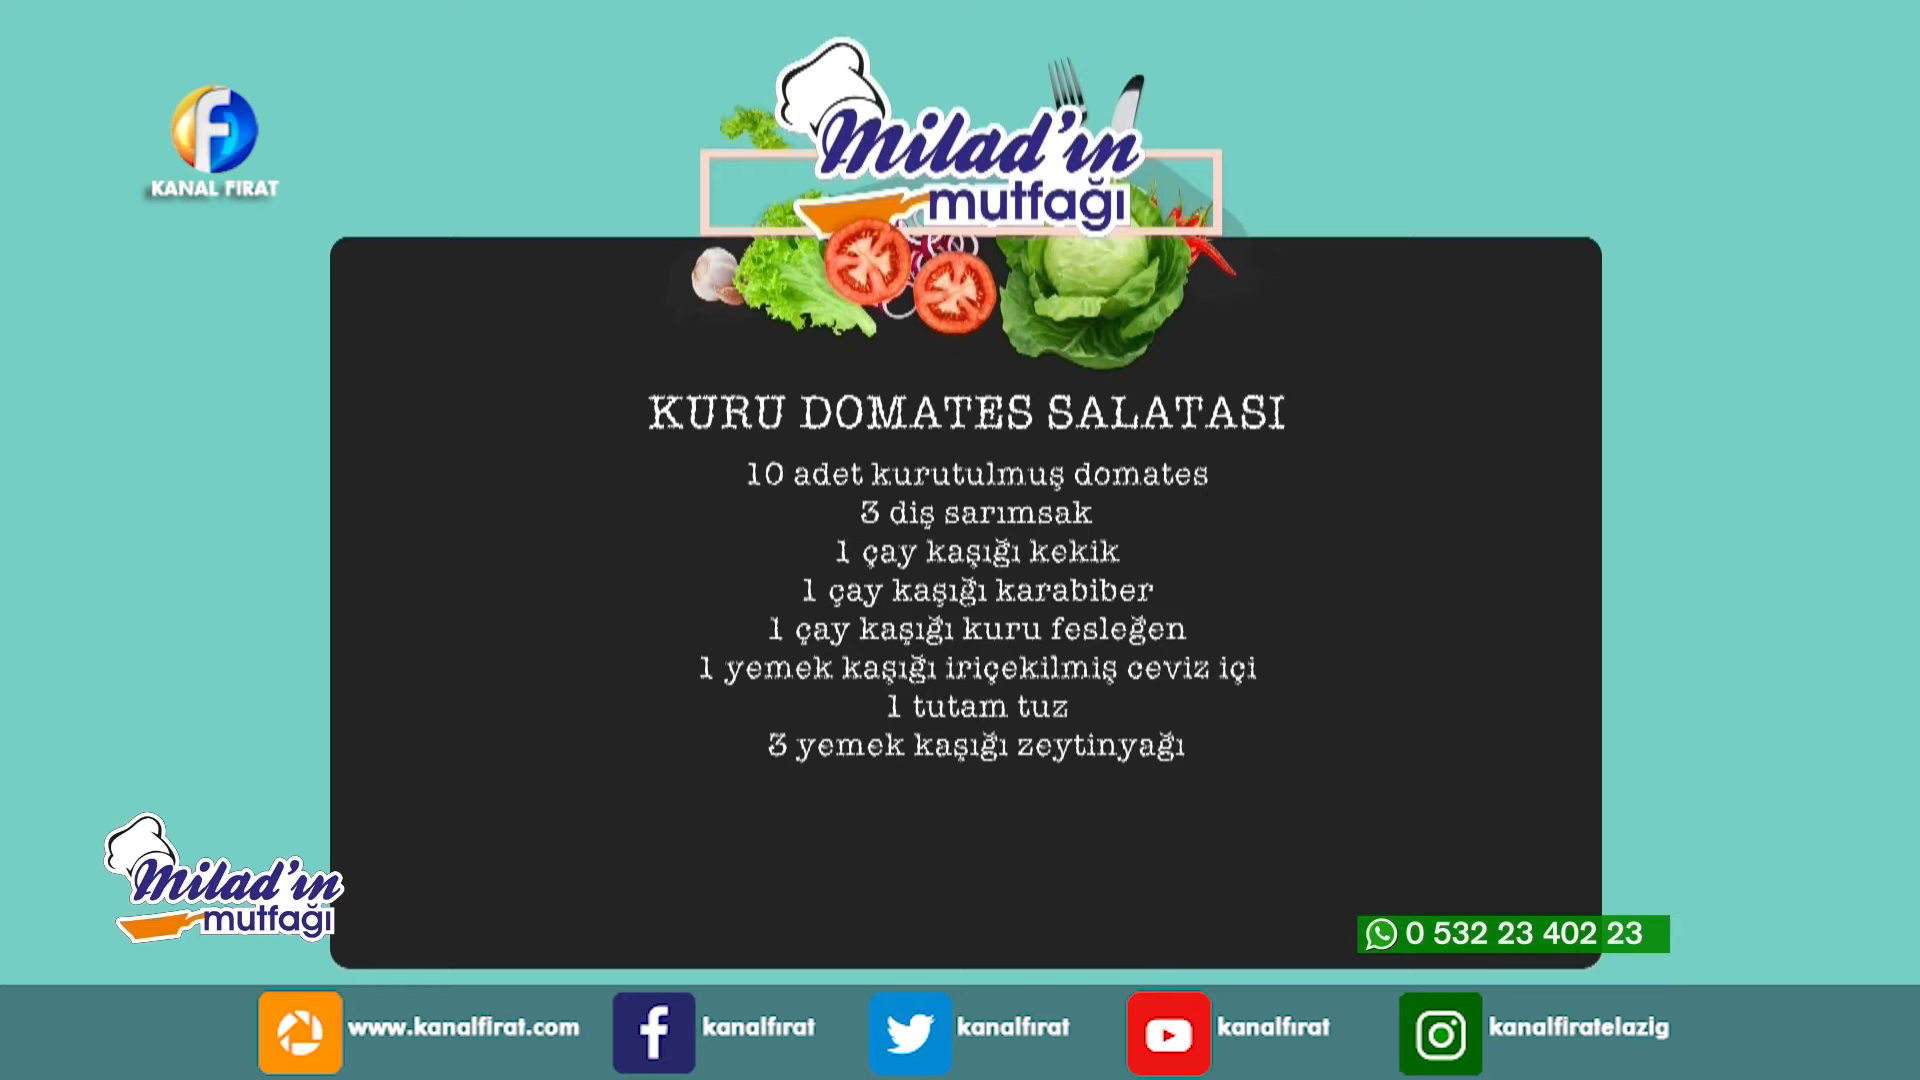 Milad'ın
mutfağı
KANAL FIRAT
KURU DOMATES SALATASI
10 adet kurutulmuş domates
3 diş sarımsak
1 çay kaşığı kekik
1 çay kaşığı karabiber
1 çay kaşığı kuru fesleğen
1 yemek kaşığı iriçekilmiş ceviz içi
1 tutam tuz
3 yemek kaşığı zeytinyağı
Milad'ın
mutfağı
0 532 23 402 23
www.kanalfirat.com
kanalfırat
kanalfırat
kanalfırat
kanalfiratelazig